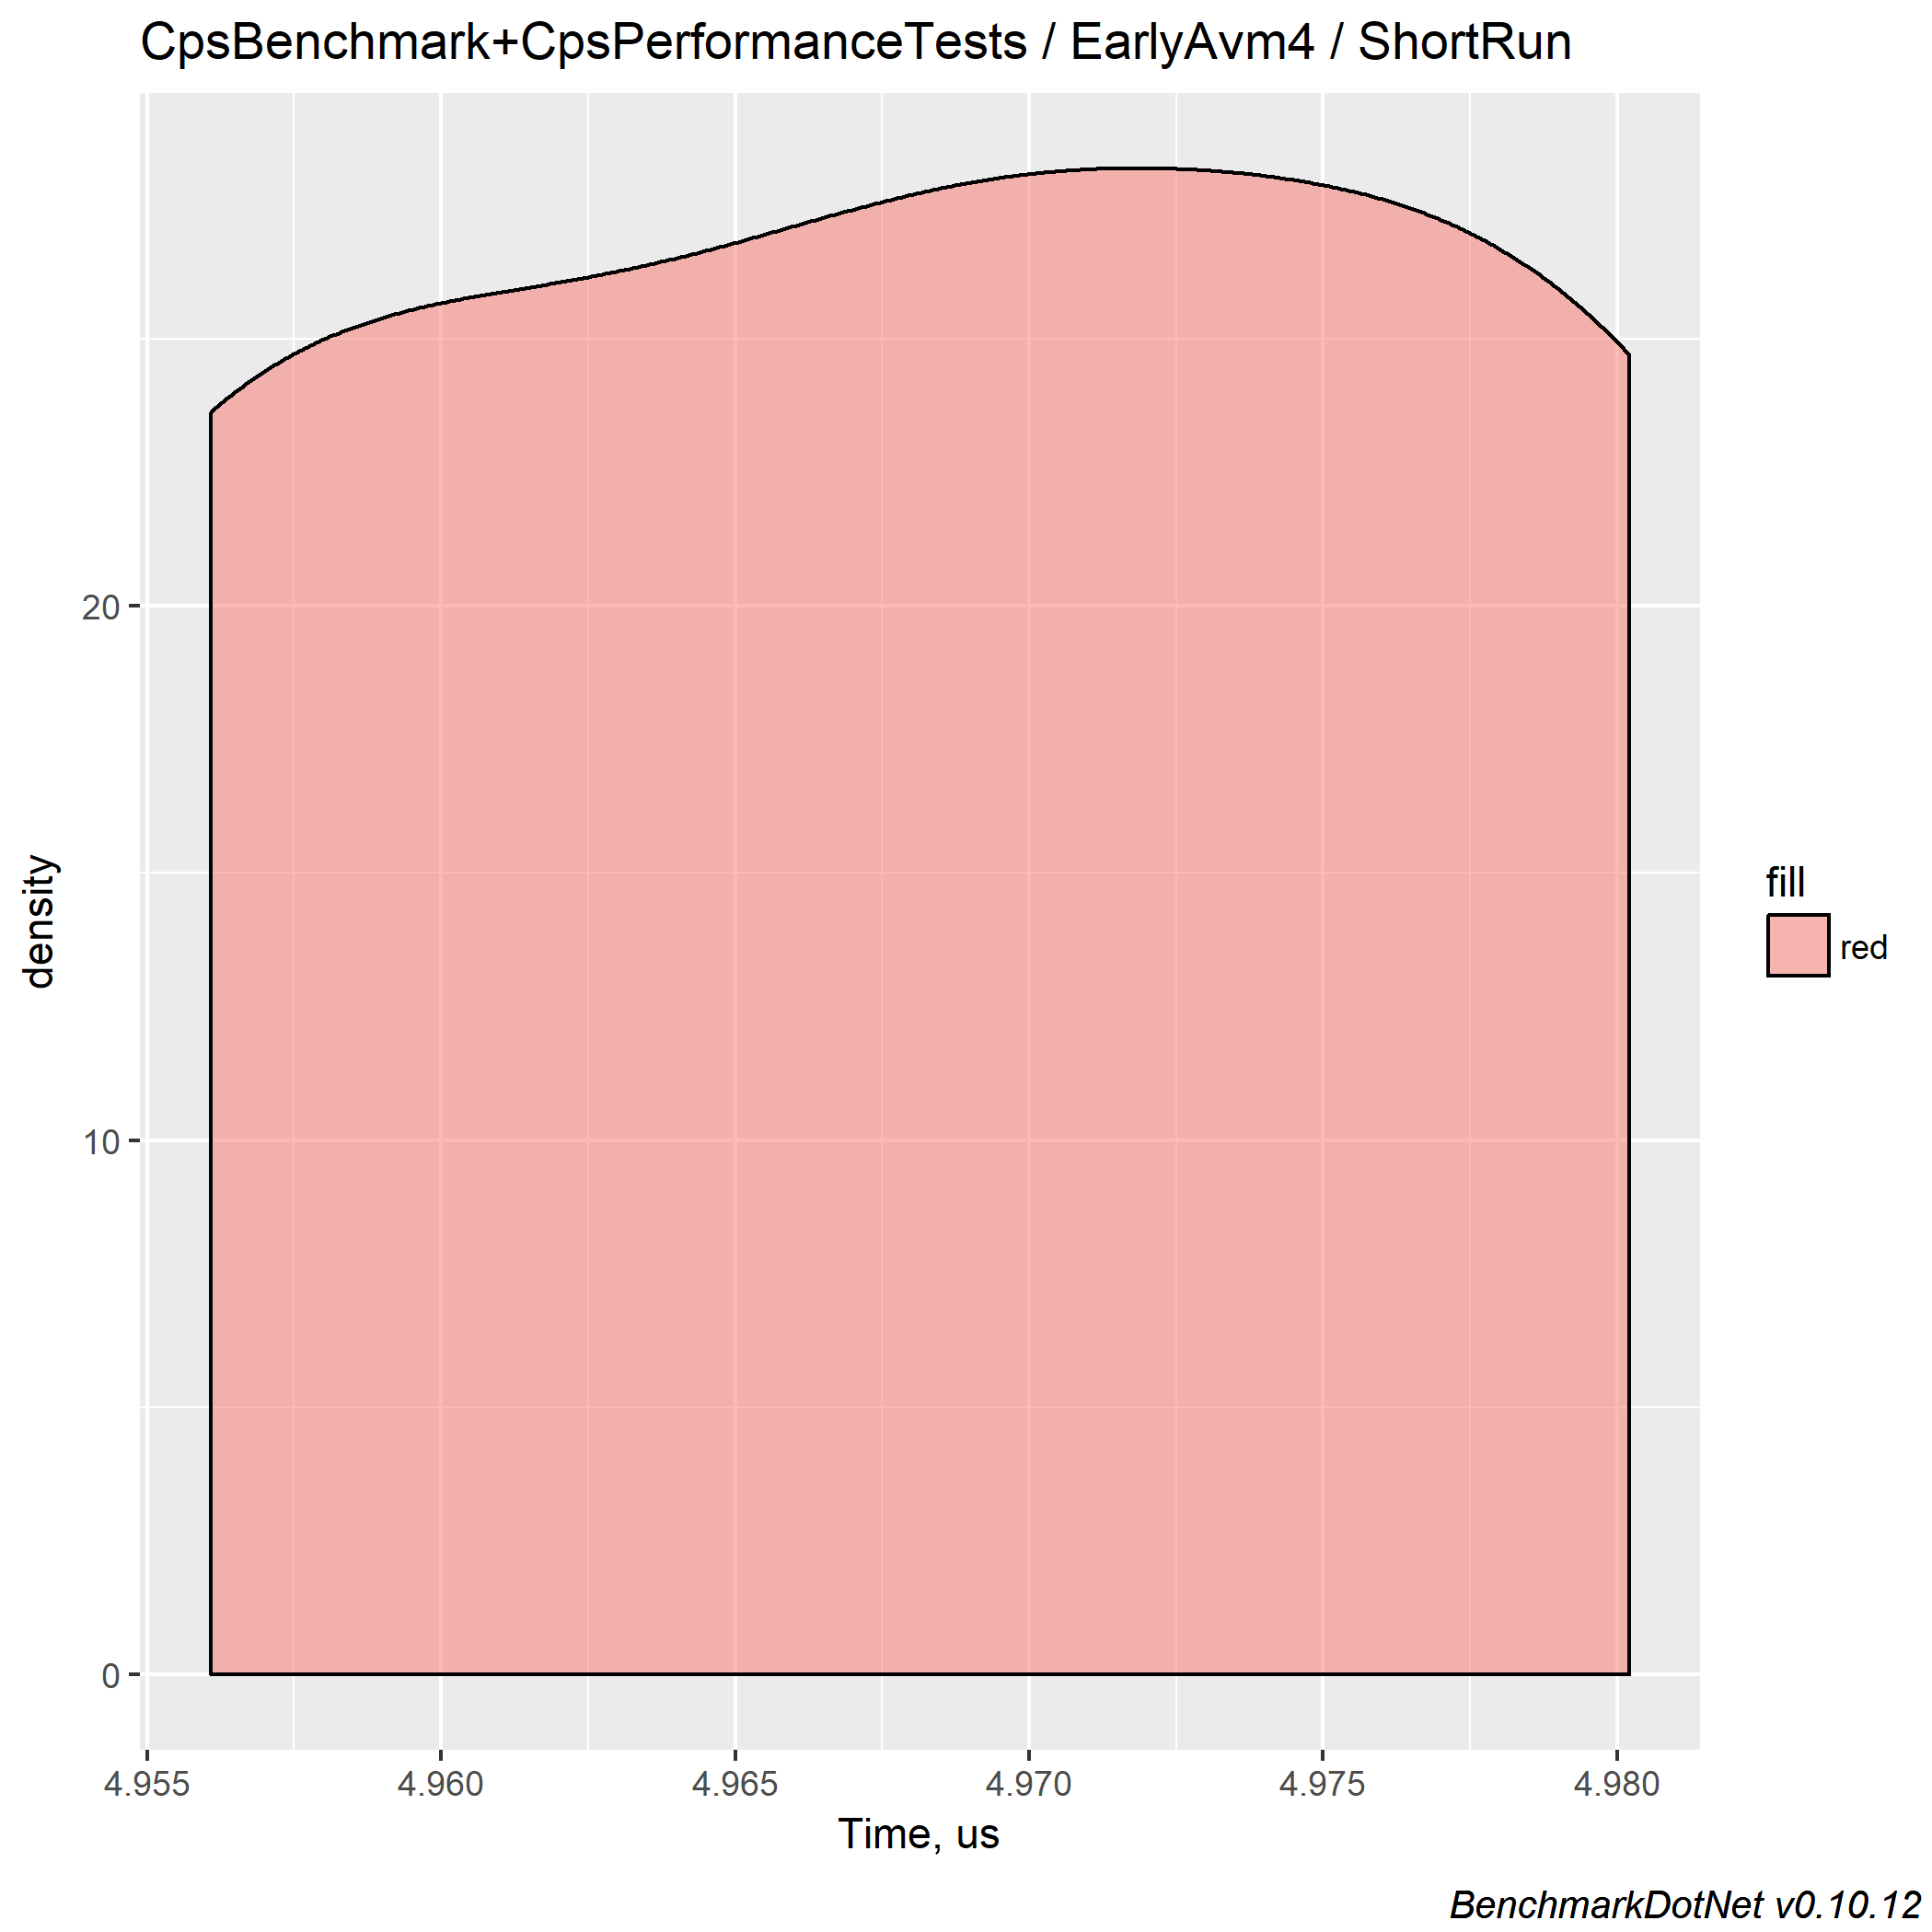 CpsBenchmark+CpsPerformanceTests / EarlyAvm4 / ShortRun
density
20
10
0
4.955 4.960 4.965 4.970 4.975 4.980
Time, us
fill
red
BenchmarkDotNet v0.10.12